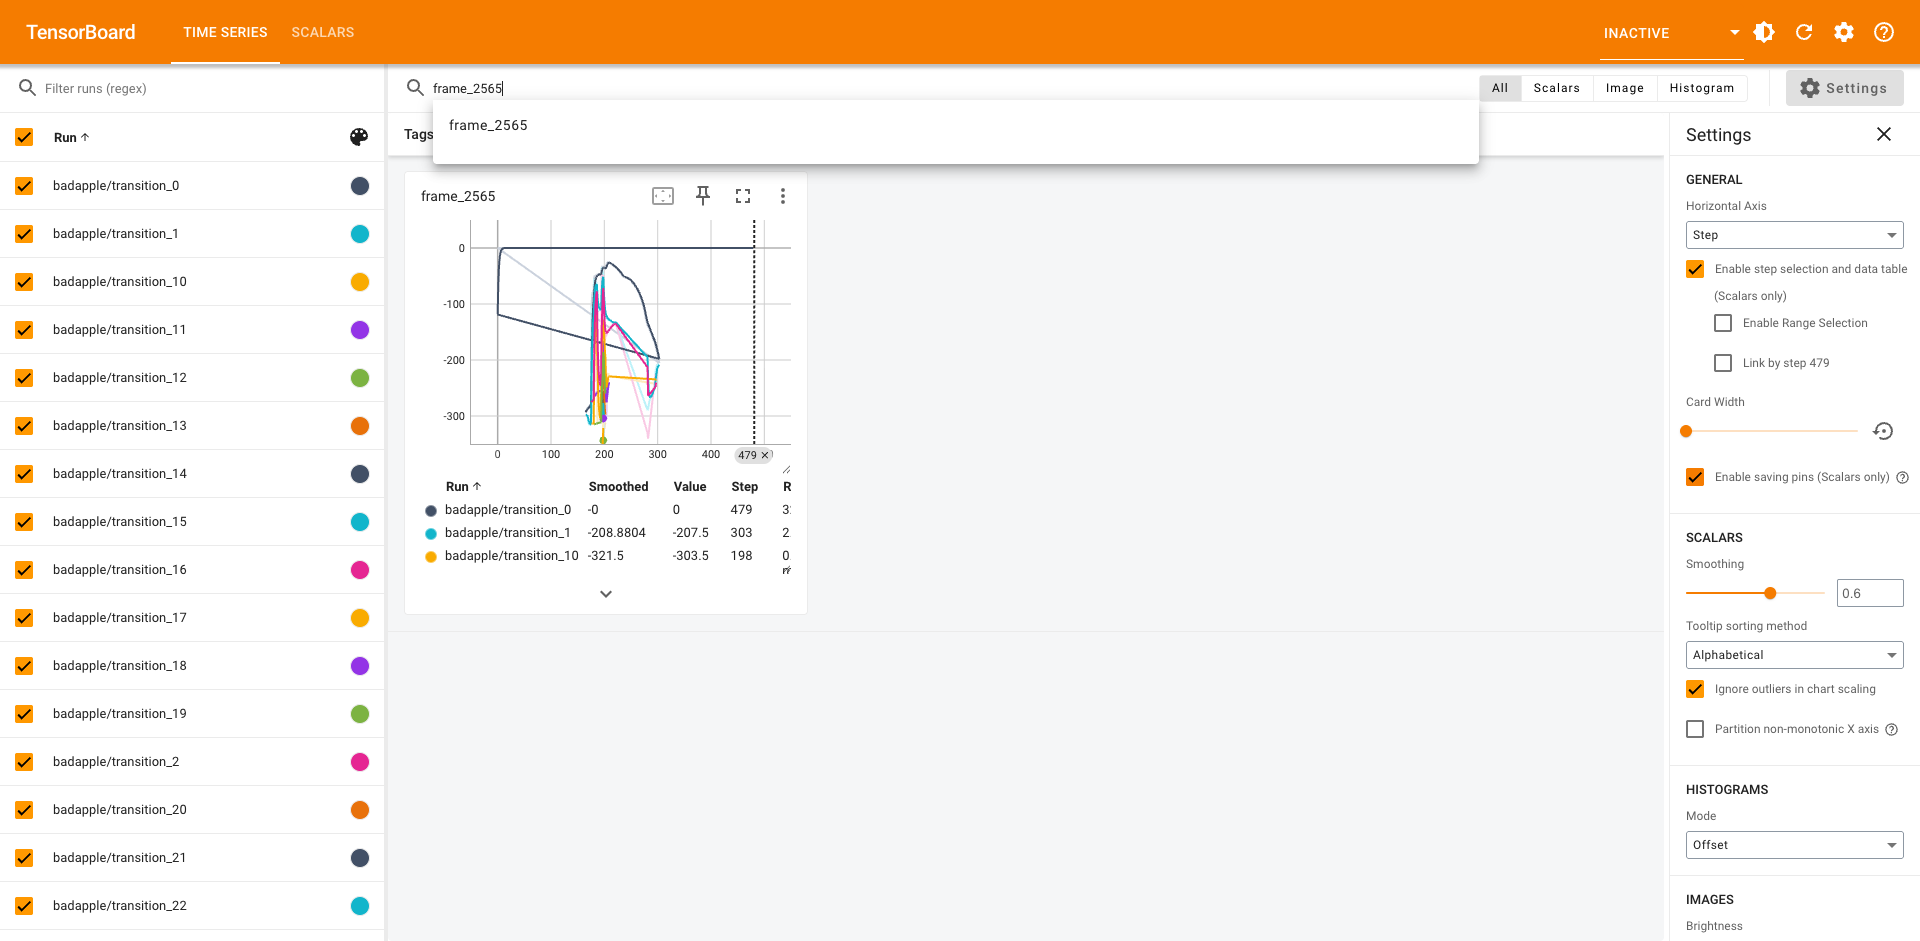 TensorBoard
TIME SERIES
SCALARS
INACTIVE
Filter runs (regex)
frame_2565
All
Scalars
Image
Histogram
Settings
frame_2565
Run
Tags
Settings
badapple/transition_0
badapple/transition_1
badapple/transition_10
badapple/transition_11
badapple/transition_12
badapple/transition_13
badapple/transition_14
badapple/transition_15
badapple/transition_16
badapple/transition_17
badapple/transition_18
badapple/transition_19
badapple/transition_2
badapple/transition_20
badapple/transition_21
badapple/transition_22
frame_2565
0
-100
-200
-300
0 100 200 300 400 479
Run Smoothed Value Step R
badapple/transition_0 -0 0 479
badapple/transition_1 -208.8804 -207.5 303 2
badapple/transition_10 -321.5 -303.5 198 0
GENERAL
Horizontal Axis
Step
Enable step selection and data table
(Scalars only)
Enable Range Selection
Link by step 479
Card Width
Enable saving pins (Scalars only)
SCALARS
Smoothing
0.6
Tooltip sorting method
Alphabetical
Ignore outliers in chart scaling
Partition non-monotonic X axis
HISTOGRAMS
Mode
Offset
IMAGES
Brightness